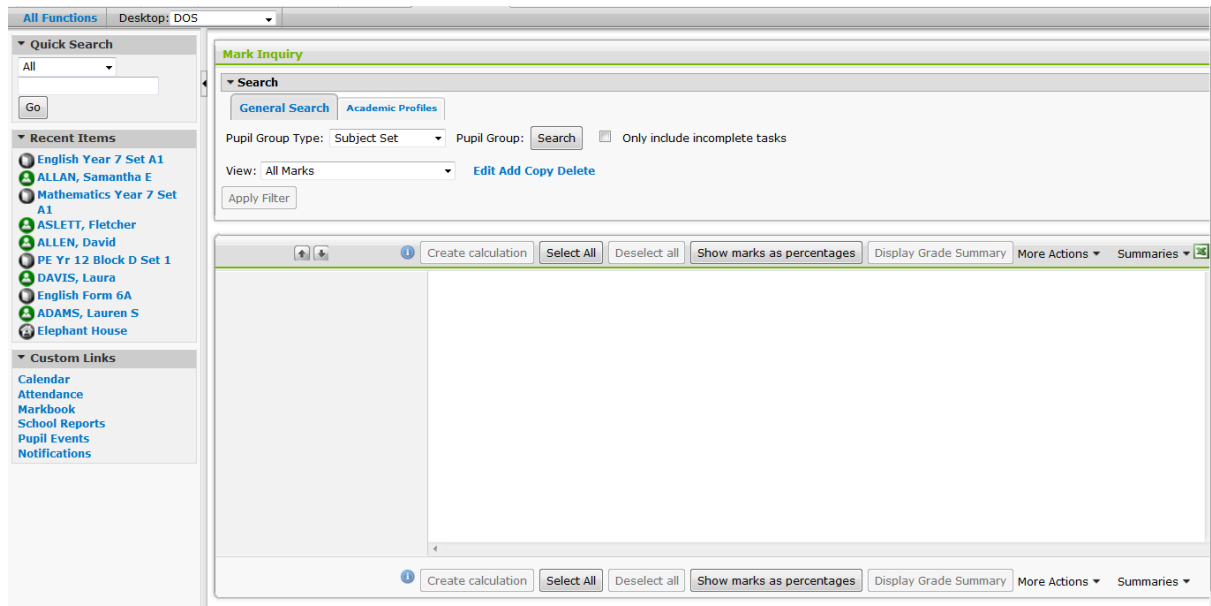 All Functions Desktop: DOS
Quick Search
All
Go
Recent Items
English Year 7 Set A1
ALLAN, Samantha E
Mathematics Year 7 Set
A1
ASLETT, Fletcher
ALLEN, David
PE Yr 12 Block D Set 1
DAVIS, Laura
English Form 6A
ADAMS, Lauren S
Elephant House
Custom Links
Calendar
Attendance
Markbook
School Reports
Pupil Events
Notifications
Mark Inquiry
Search
General Search Academic Profiles
Pupil Group Type: Subject Set Pupil Group: Search Only include incomplete tasks
View: All Marks Edit Add Copy Delete
Apply Filter
Create calculation Select All Deselect all Show marks as percentages Display Grade Summary More Actions Summaries
Create calculation Select All Deselect all Show marks as percentages Display Grade Summary More Actions Summaries